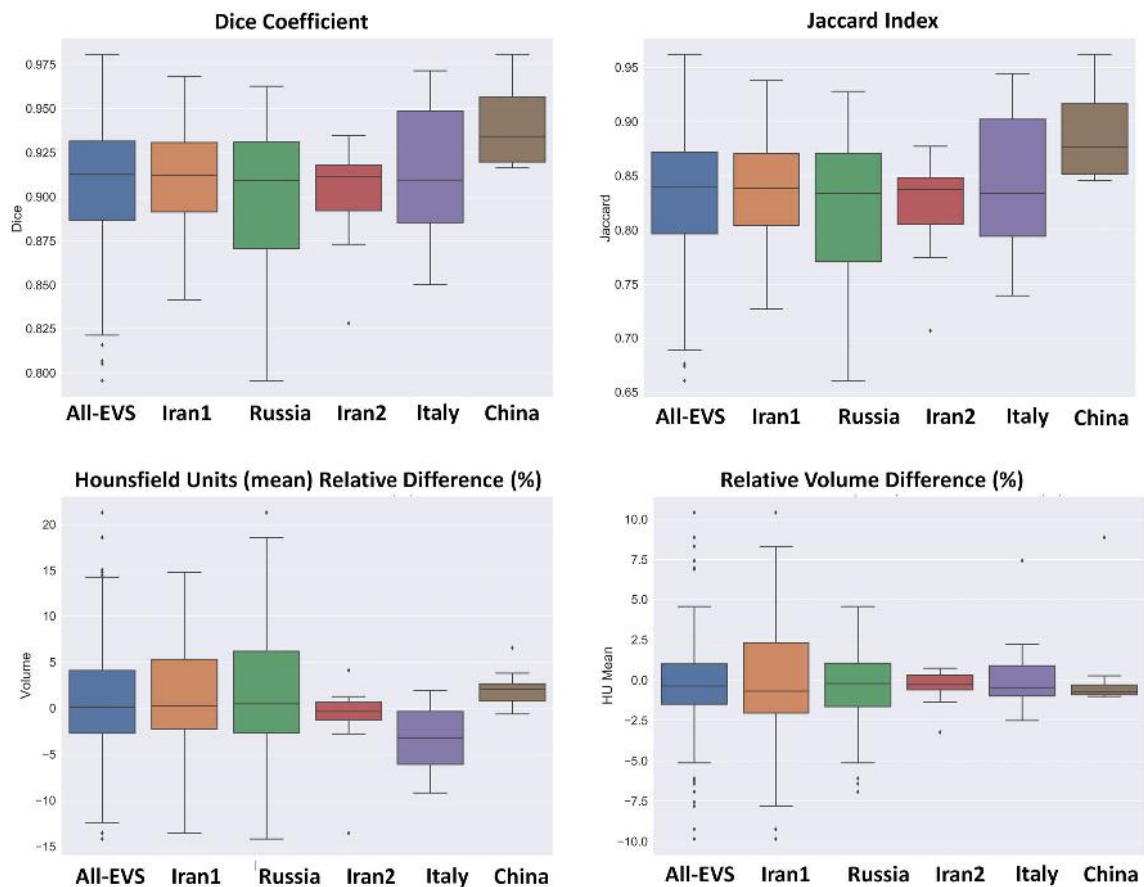 Dice Coefficient
0.975
0.950
0.925
0.900
0.875
0.850
0.825
0.800
Dice
All-EVS Iran1 Russia Iran2 Italy China
Jaccard Index
0.95
0.90
0.85
0.80
0.75
0.70
0.65
Jaccard
All-EVS Iran1 Russia Iran2 Italy China
Hounsfield Units (mean) Relative Difference (%)
20
15
10
5
0
−5
−10
−15
Volume
All-EVS Iran1 Russia Iran2 Italy China
Relative Volume Difference (%)
10.0
7.5
5.0
2.5
0.0
−2.5
−5.0
−7.5
−10.0
HU Mean
All-EVS Iran1 Russia Iran2 Italy China